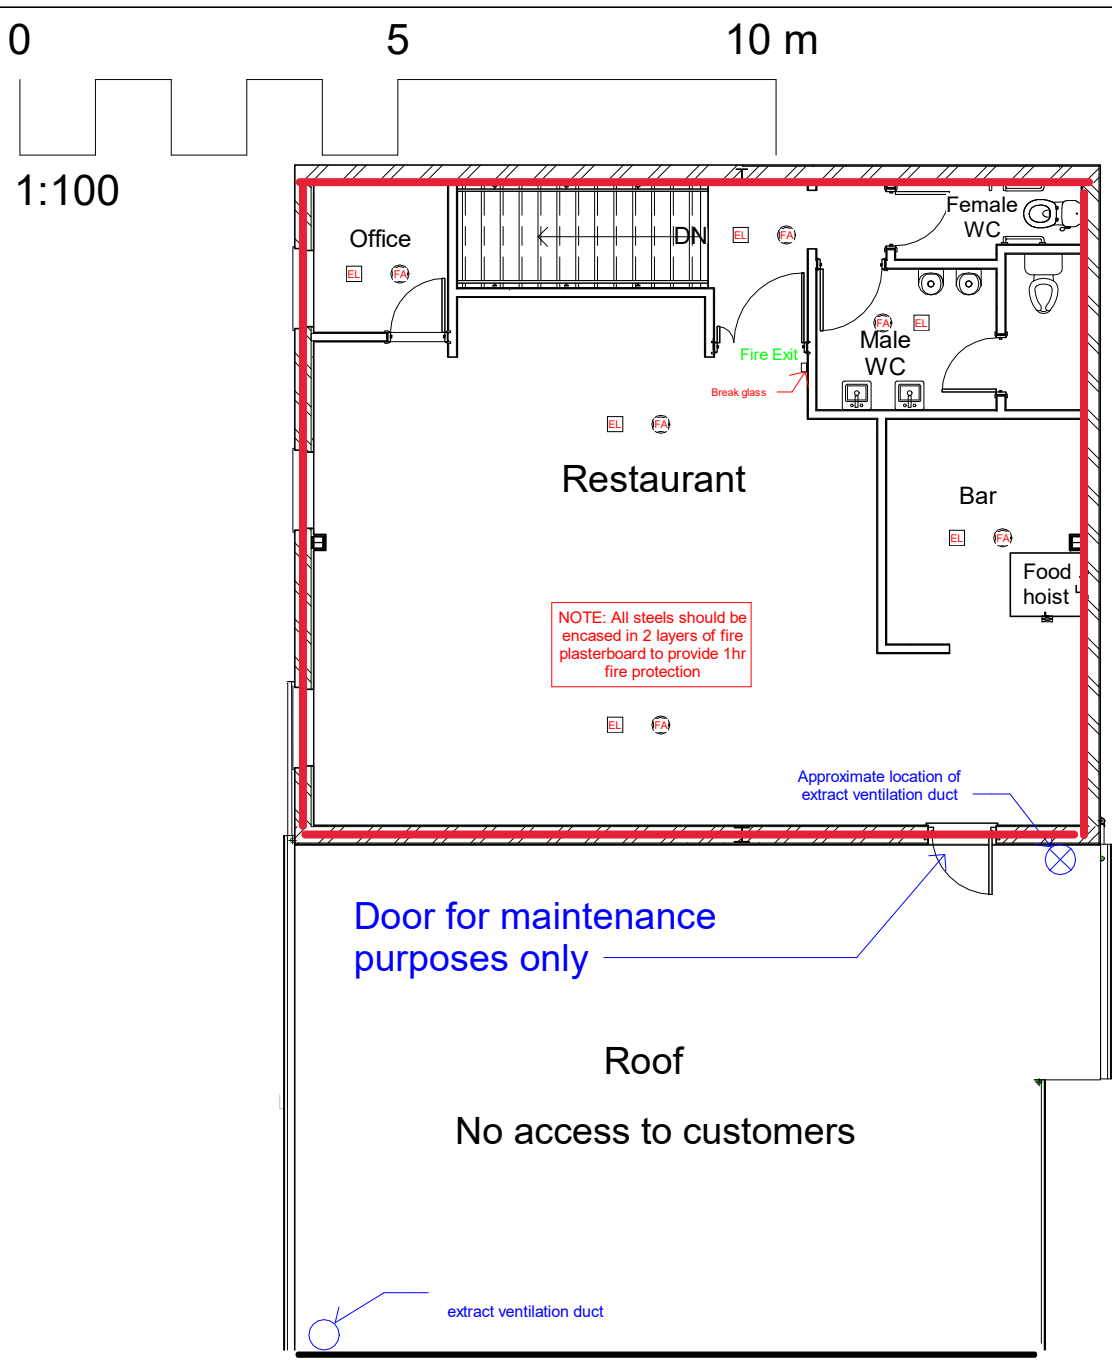 0 5 10 m
1:100
Office
DN
EL FA
Female
WC
EL FA
FA EL
Male
WC
Fire Exit
Break glass
EL FA
Restaurant
Bar
EL FA
Food
hoist
NOTE: All steels should be
encased in 2 layers of fire
plasterboard to provide 1hr
fire protection
EL FA
Approximate location of
extract ventilation duct
Door for maintenance
purposes only
Roof
No access to customers
extract ventilation duct